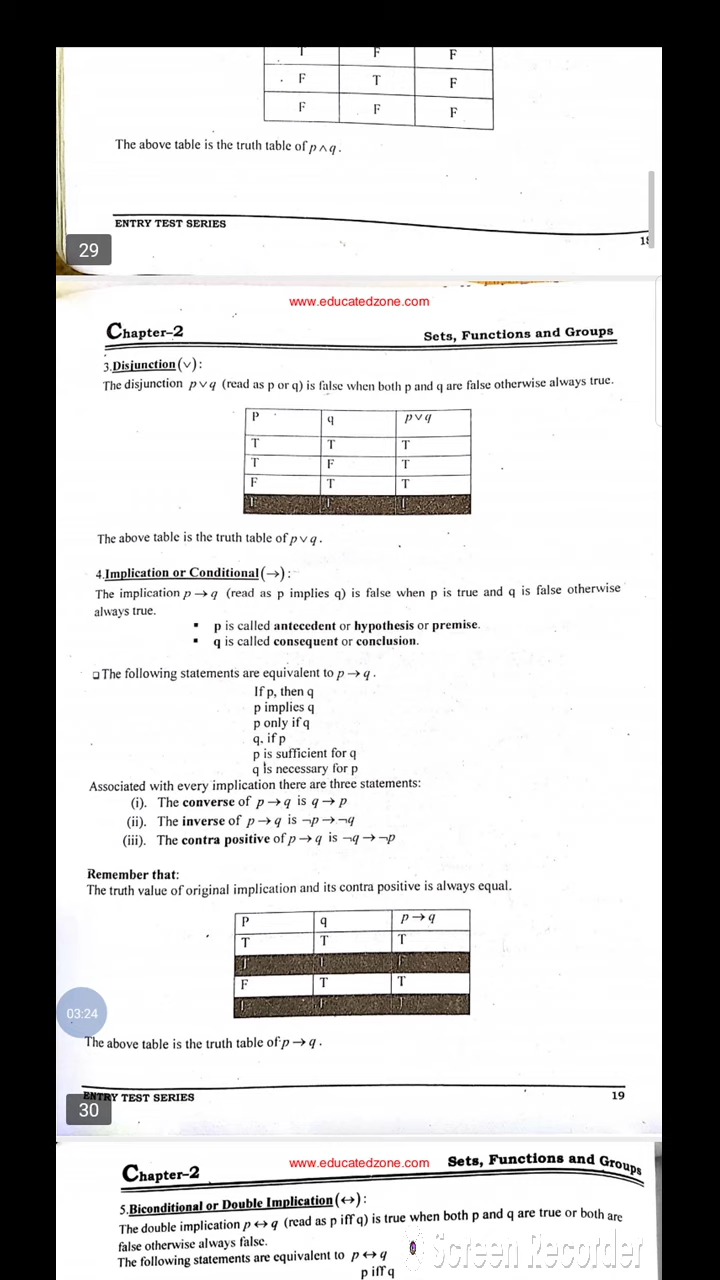 T F F
F T F
F F F
The above table is the truth table of p ∧ q .
ENTRY TEST SERIES 18
29
www.educatedzone.com
Chapter–2 Sets, Functions and Groups
3.Disjunction (∨) :
The disjunction p ∨ q (read as p or q) is false when both p and q are false otherwise always true.
P q p ∨ q
T T T
T F T
F T T
The above table is the truth table of p ∨ q .
4.Implication or Conditional (→) :
The implication p → q (read as p implies q) is false when p is true and q is false otherwise
always true.
▪ p is called antecedent or hypothesis or premise.
▪ q is called consequent or conclusion.
❑ The following statements are equivalent to p → q .
If p, then q
p implies q
p only if q
q, if p
p is sufficient for q
q is necessary for p
Associated with every implication there are three statements:
(i). The converse of p → q is q → p
(ii). The inverse of p → q is ¬p → ¬q
(iii). The contra positive of p → q is ¬q → ¬p
Remember that:
The truth value of original implication and its contra positive is always equal.
P q p → q
T T T
F T T
03:24
The above table is the truth table of p → q .
ENTRY TEST SERIES 19
30
Chapter–2 www.educatedzone.com Sets, Functions and Groups
5.Biconditional or Double Implication (↔) :
The double implication p ↔ q (read as p iff q) is true when both p and q are true or both are
false otherwise always false.
The following statements are equivalent to p ↔ q
p iff q
Screen Recorder